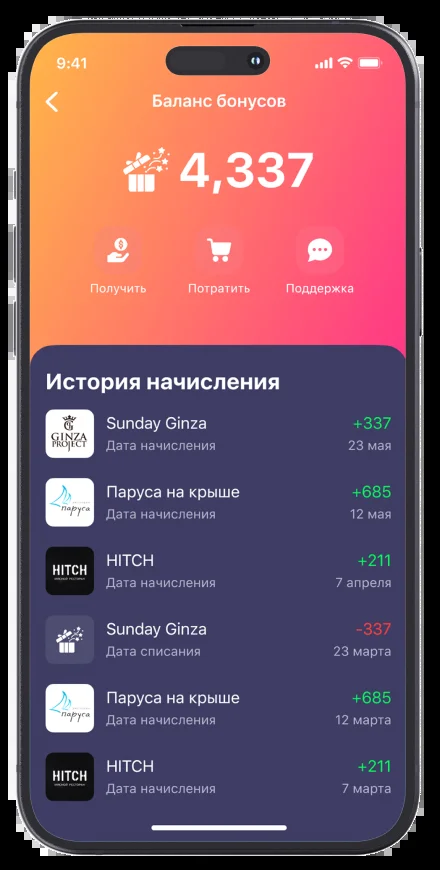 9:41
Баланс бонусов
4,337
Получить Потратить Поддержка
История начисления
GINZA PROJECT
Sunday Ginza +337
Дата начисления 23 мая
паруса
Паруса на крыше +685
Дата начисления 12 мая
HITCH
HITCH +211
Дата начисления 7 апреля
Sunday Ginza -337
Дата списания 23 марта
паруса
Паруса на крыше +685
Дата начисления 12 марта
HITCH
HITCH +211
Дата начисления 7 марта